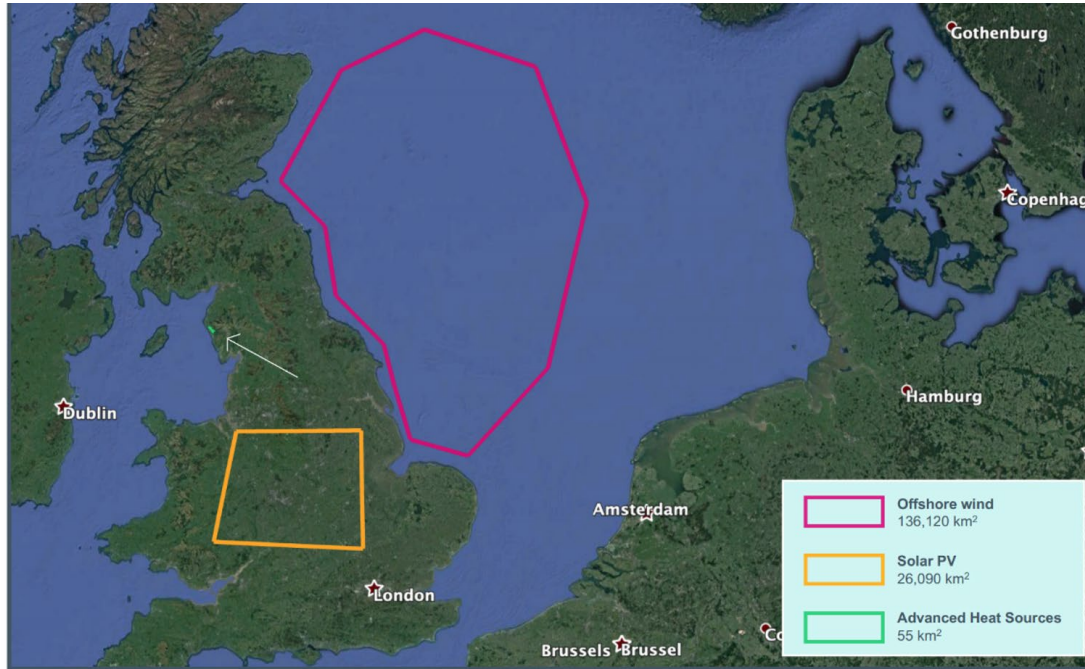 Gothenburg
Copenhag
Dublin
Hamburg
Amsterdam
London
Brussels Brussel
Co
Offshore wind
136,120 km²
Solar PV
26,090 km²
Advanced Heat Sources
55 km²